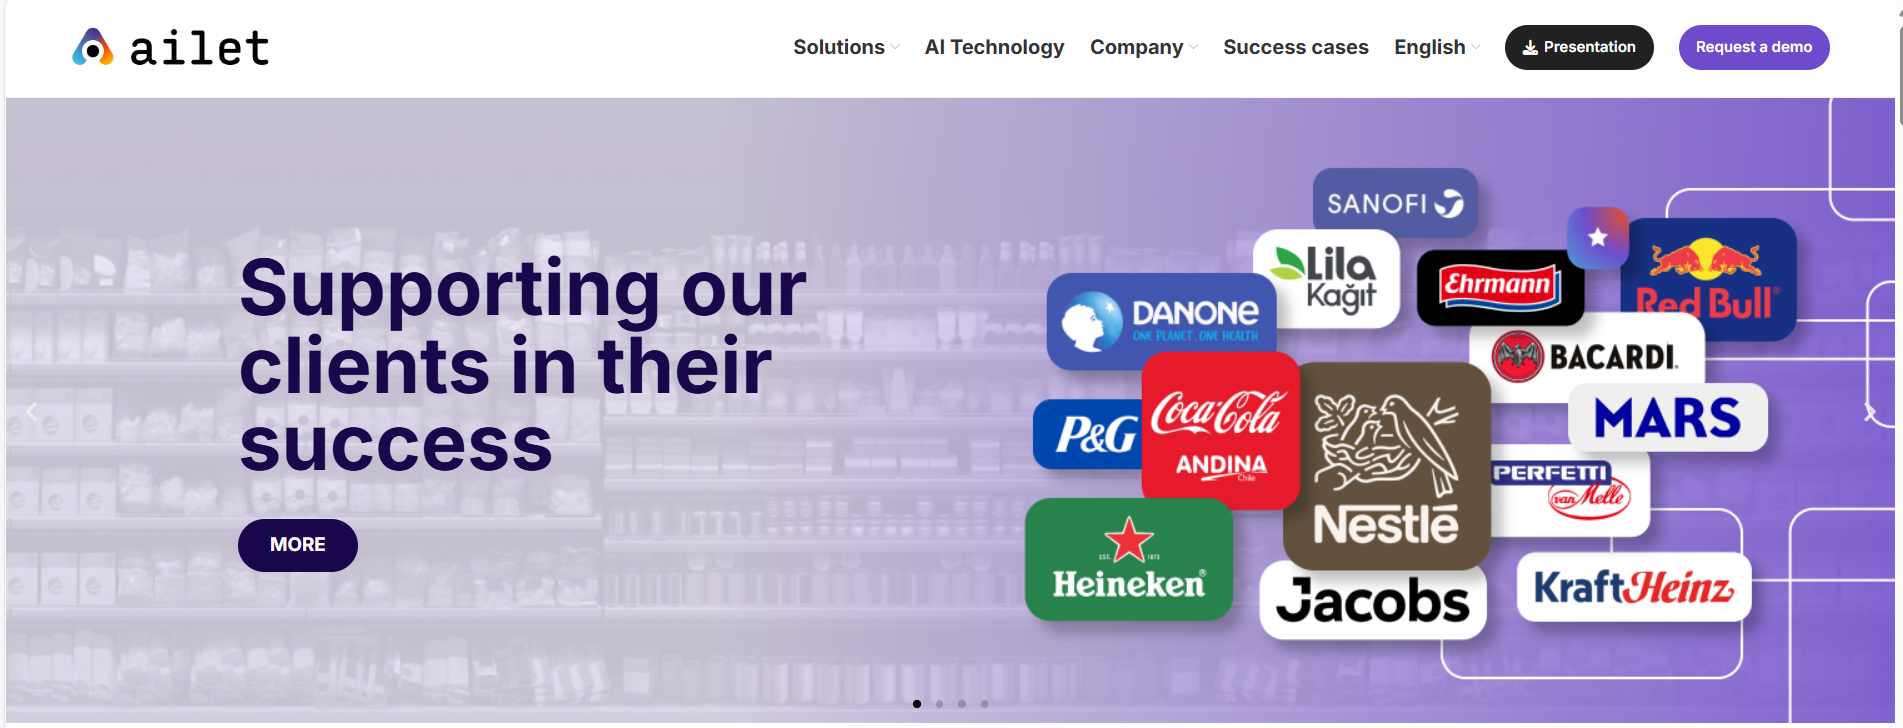 ailet
Solutions
AI Technology
Company
Success cases
English
Presentation
Request a demo
Supporting our
clients in their
success
MORE
SANOFI
Lila
Kağıt
Ehrmann
Red Bull®
DANONE
ONE PLANET. ONE HEALTH
BACARDI.
MARS
P&G
Coca-Cola
ANDINA
Chile
Nestlé
PERFETTI
van Melle
EST. 1873
Heineken®
Jacobs
KraftHeinz